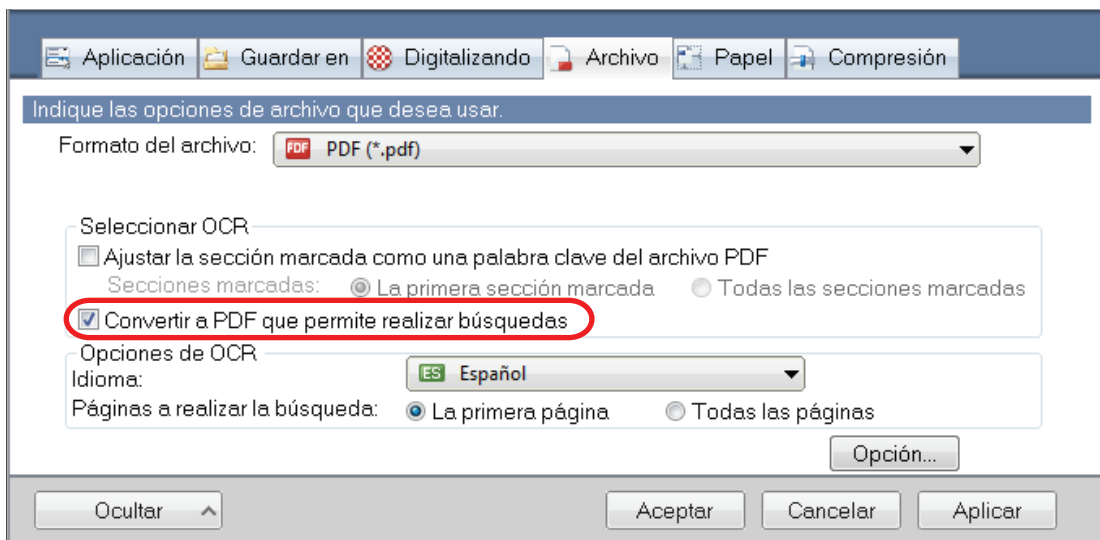 Aplicación Guardar en Digitalizando Archivo Papel Compresión
Indique las opciones de archivo que desea usar.
Formato del archivo: PDF PDF (*.pdf)
Seleccionar OCR
Ajustar la sección marcada como una palabra clave del archivo PDF
Secciones marcadas: La primera sección marcada Todas las secciones marcadas
Convertir a PDF que permite realizar búsquedas
Opciones de OCR
Idioma: ES Español
Páginas a realizar la búsqueda: La primera página Todas las páginas
Opción...
Ocultar Aceptar Cancelar Aplicar